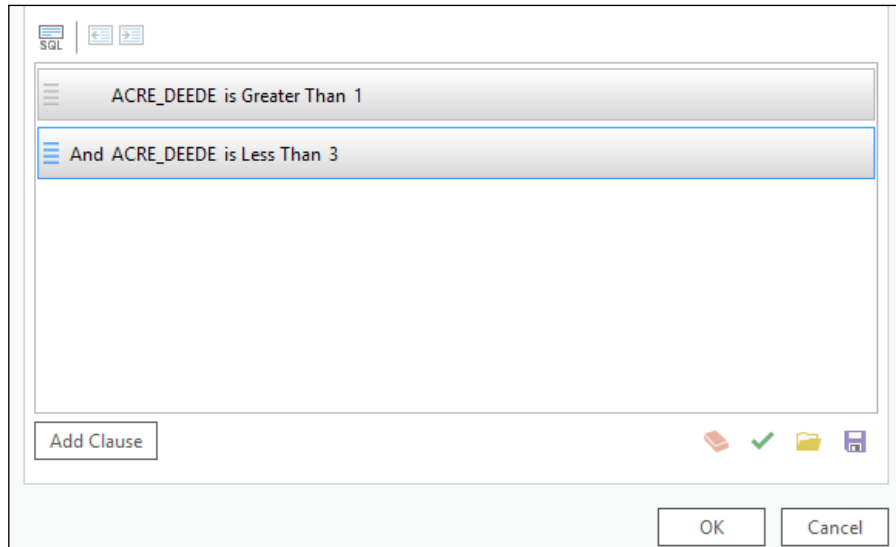 SQL
ACRE_DEEDE is Greater Than 1
And ACRE_DEEDE is Less Than 3
Add Clause
OK Cancel